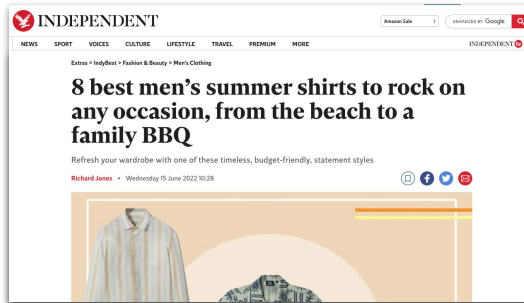 INDEPENDENT
Amazon Sale
ENHANCED BY Google
NEWS SPORT VOICES CULTURE LIFESTYLE TRAVEL PREMIUM MORE INDEPENDENT tv
Extras > IndyBest > Fashion & Beauty > Men's Clothing
8 best men's summer shirts to rock on
any occasion, from the beach to a
family BBQ
Refresh your wardrobe with one of these timeless, budget-friendly, statement styles
Richard Jones • Wednesday 15 June 2022 10:28